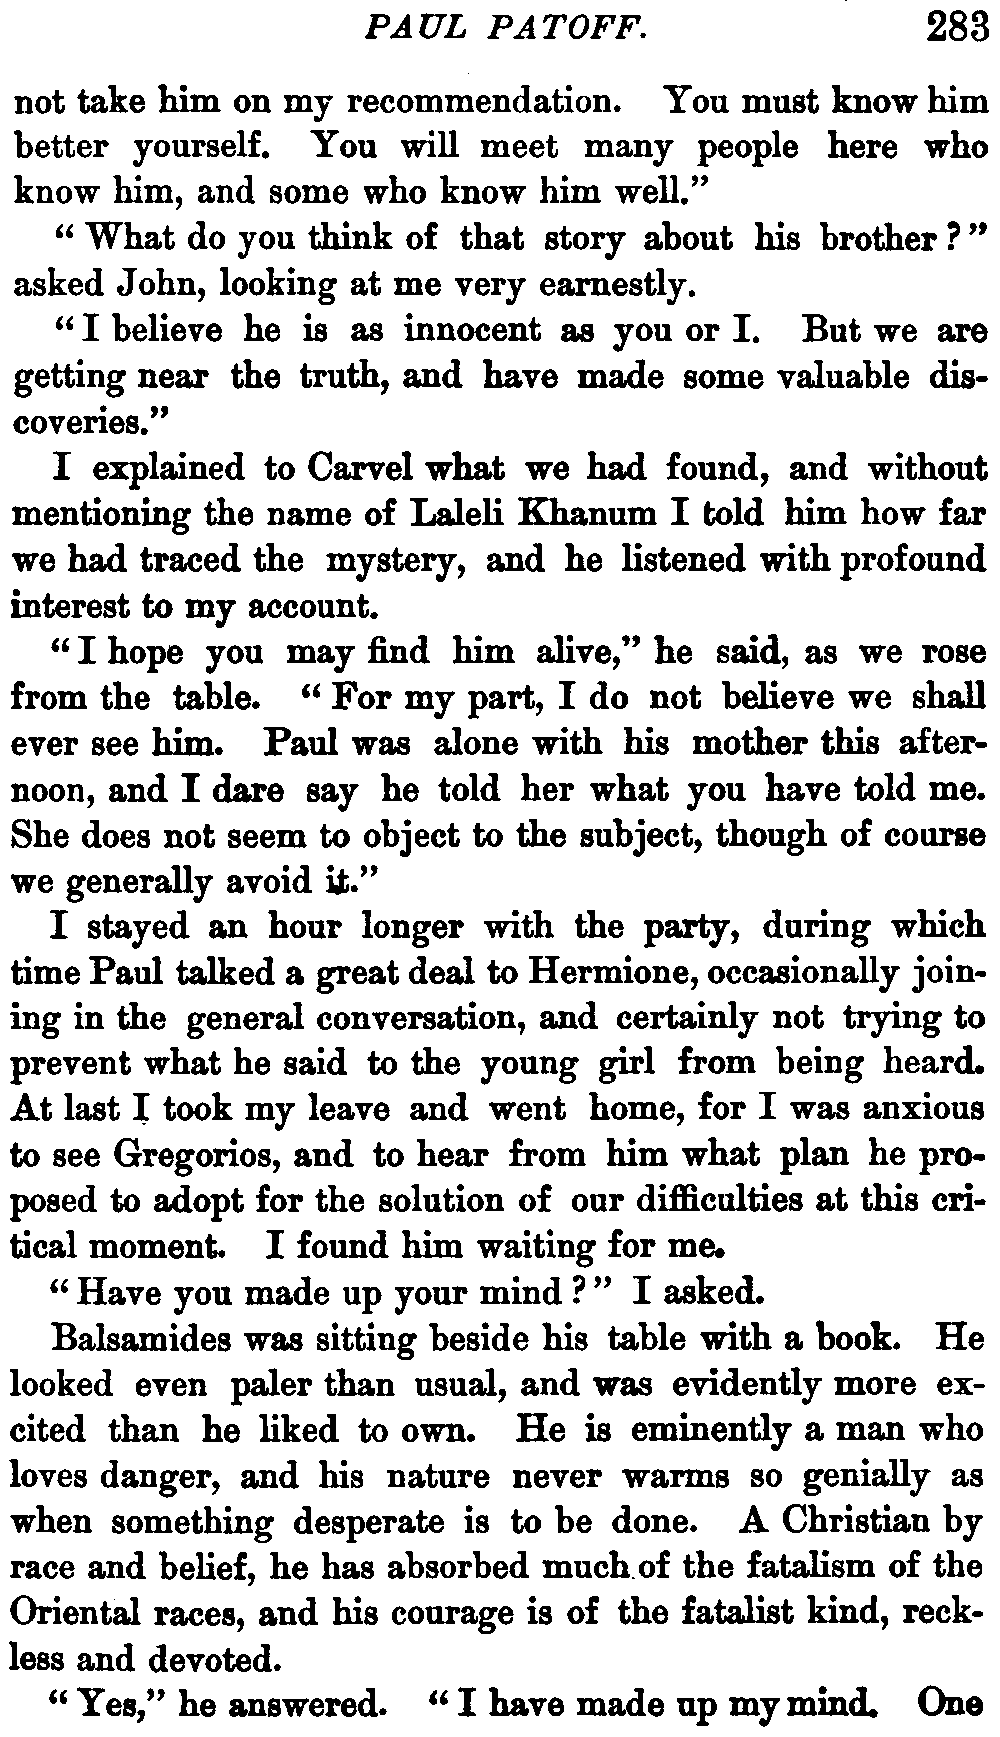 PAUL PATOFF. 283
not take him on my recommendation. You must know him
better yourself. You will meet many people here who
know him, and some who know him well."
"What do you think of that story about his brother?"
asked John, looking at me very earnestly.
"I believe he is as innocent as you or I. But we are
getting near the truth, and have made some valuable dis-
coveries."
I explained to Carvel what we had found, and without
mentioning the name of Laleli Khanum I told him how far
we had traced the mystery, and he listened with profound
interest to my account.
"I hope you may find him alive," he said, as we rose
from the table. "For my part, I do not believe we shall
ever see him. Paul was alone with his mother this after-
noon, and I dare say he told her what you have told me.
She does not seem to object to the subject, though of course
we generally avoid it."
I stayed an hour longer with the party, during which
time Paul talked a great deal to Hermione, occasionally join-
ing in the general conversation, and certainly not trying to
prevent what he said to the young girl from being heard.
At last I took my leave and went home, for I was anxious
to see Gregorios, and to hear from him what plan he pro-
posed to adopt for the solution of our difficulties at this cri-
tical moment. I found him waiting for me.
"Have you made up your mind?" I asked.
Balsamides was sitting beside his table with a book. He
looked even paler than usual, and was evidently more ex-
cited than he liked to own. He is eminently a man who
loves danger, and his nature never warms so genially as
when something desperate is to be done. A Christian by
race and belief, he has absorbed much of the fatalism of the
Oriental races, and his courage is of the fatalist kind, reck-
less and devoted.
"Yes," he answered. "I have made up my mind. One